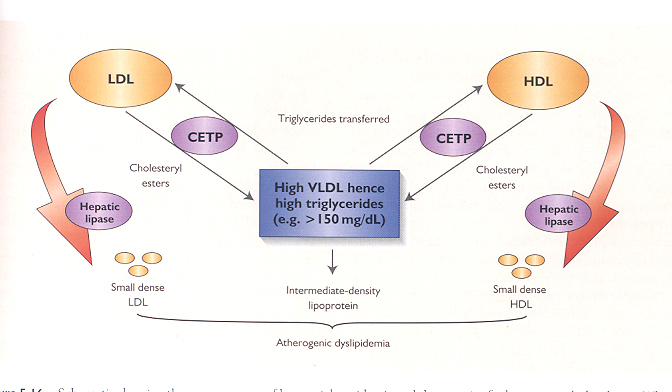 LDL
HDL
CETP
Triglycerides transferred
CETP
Cholesteryl
esters
Cholesteryl
esters
High VLDL hence
high triglycerides
(e.g. >150 mg/dL)
Hepatic
lipase
Hepatic
lipase
Small dense
LDL
Intermediate-density
lipoprotein
Small dense
HDL
Atherogenic dyslipidemia